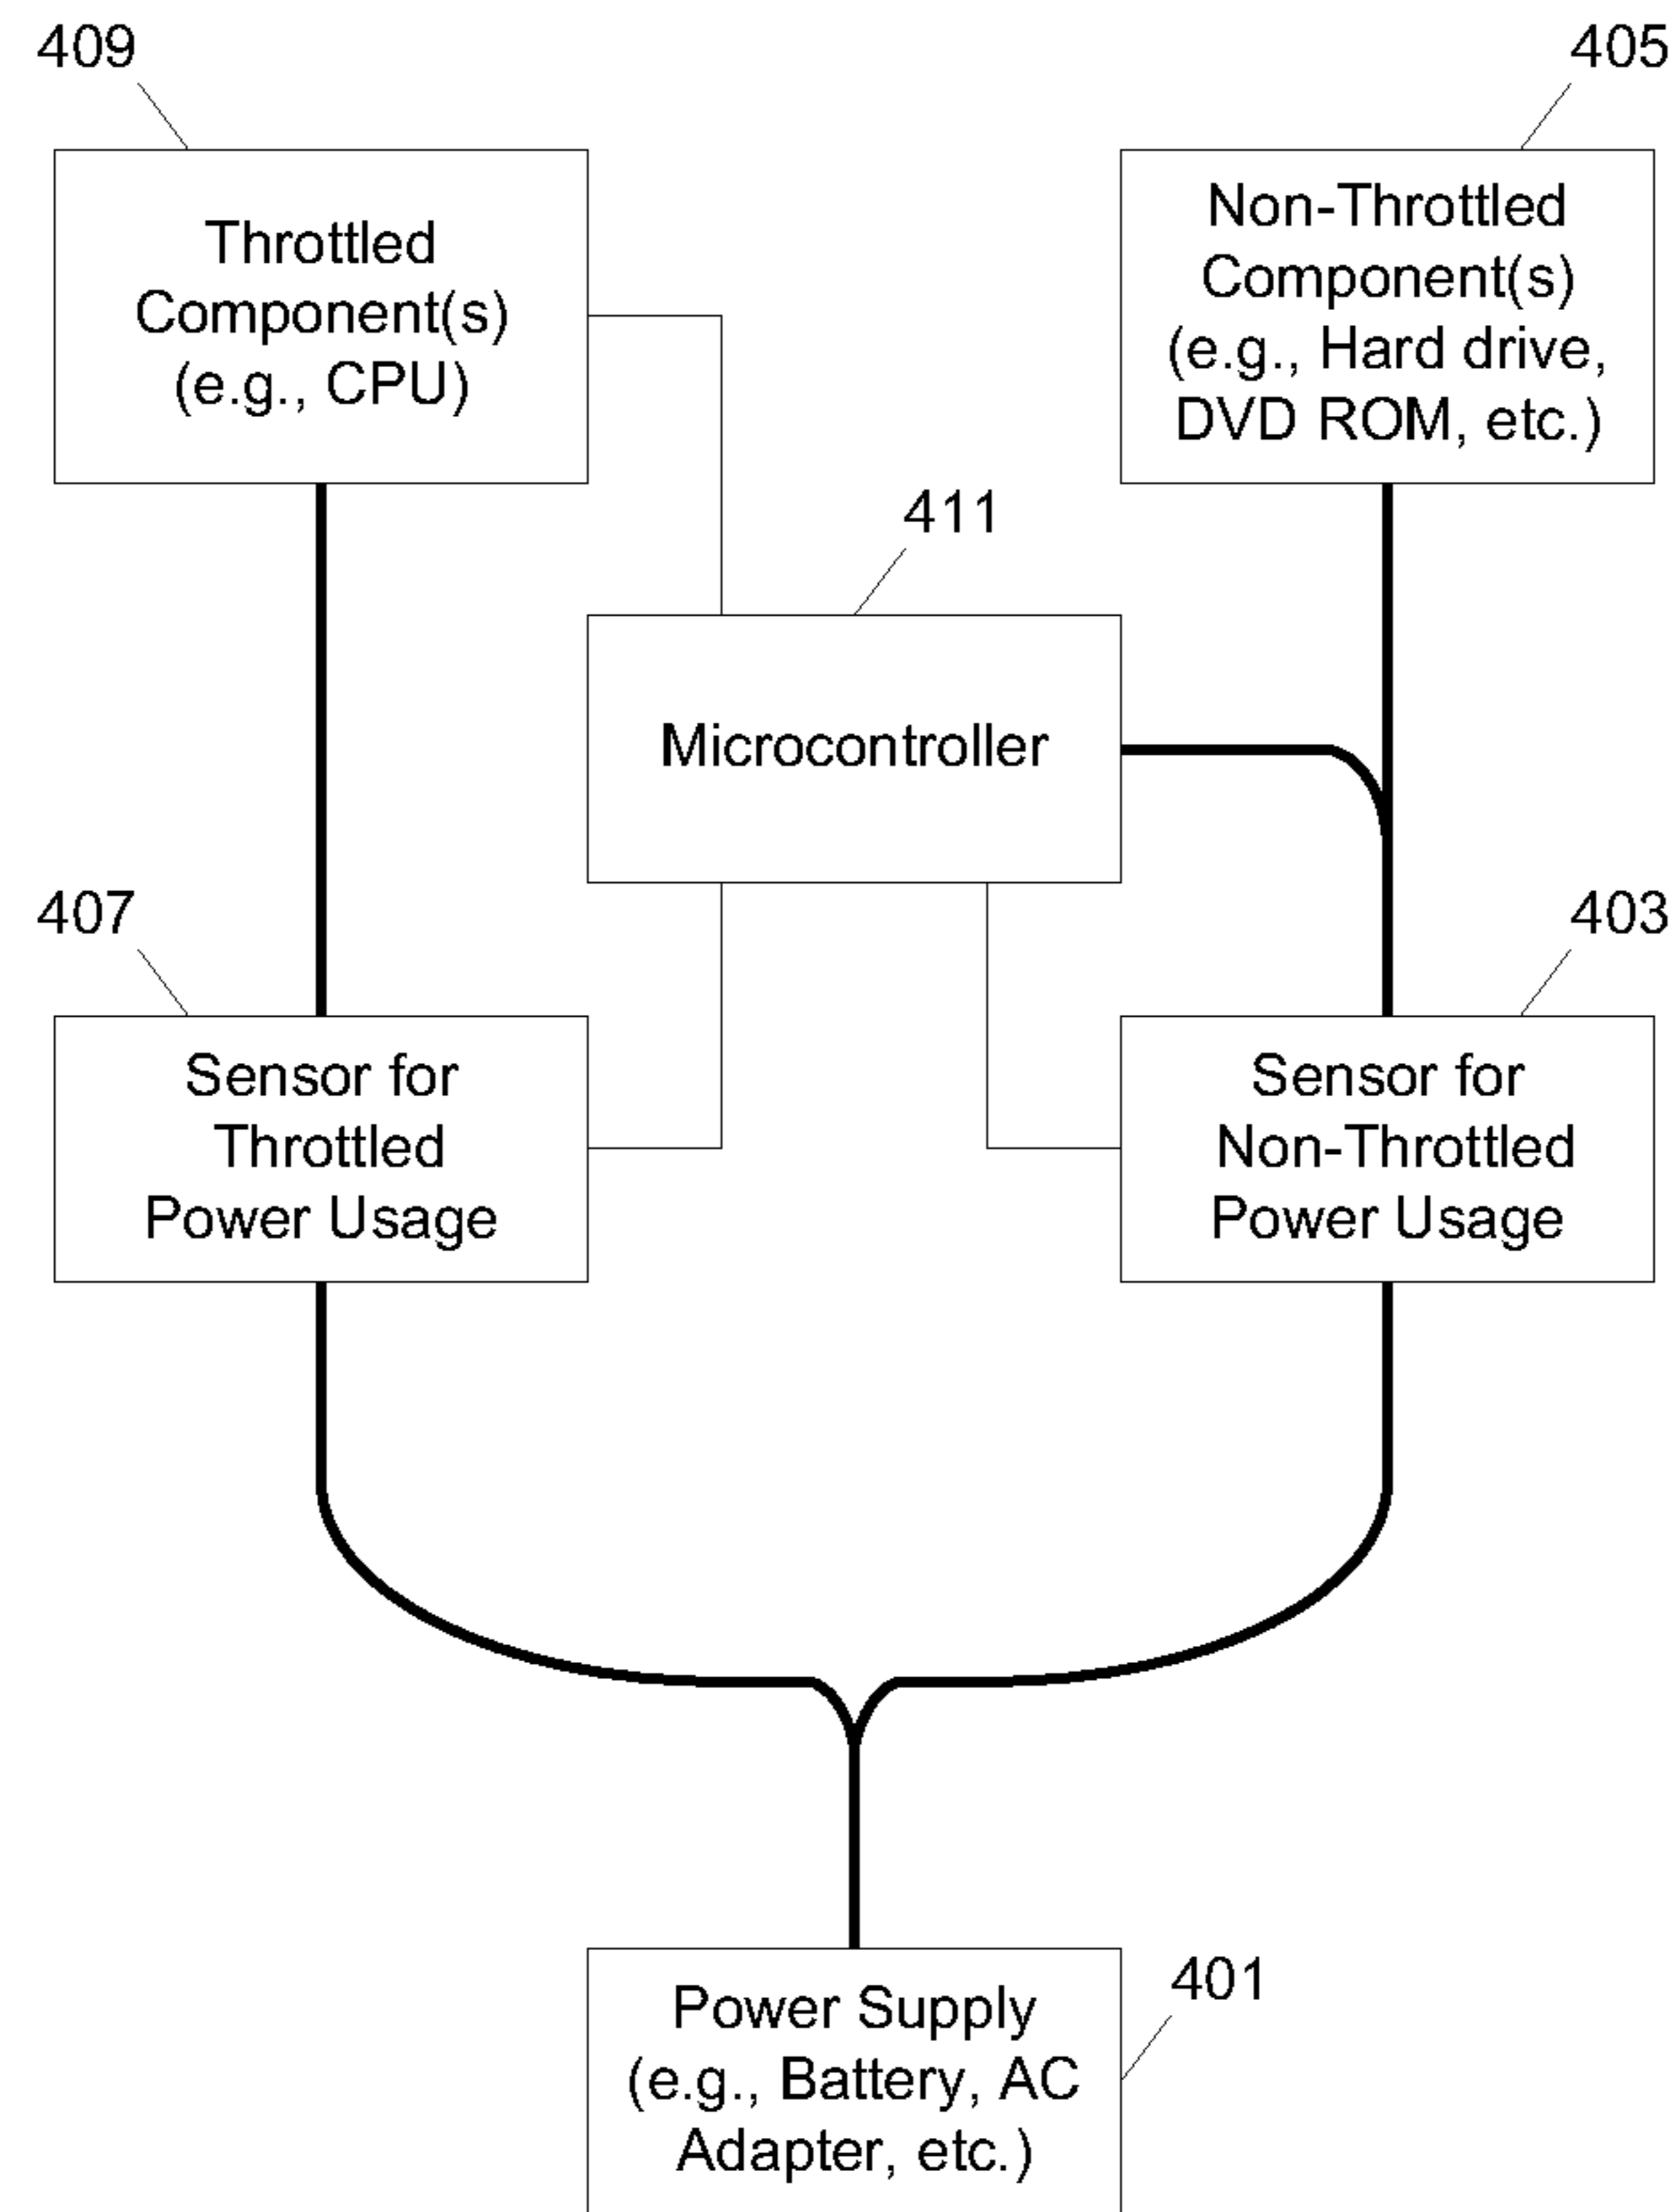 409
405
Throttled
Component(s)
(e.g., CPU)
Non-Throttled
Component(s)
(e.g., Hard drive,
DVD ROM, etc.)
411
Microcontroller
407
403
Sensor for
Throttled
Power Usage
Sensor for
Non-Throttled
Power Usage
401
Power Supply
(e.g., Battery, AC
Adapter, etc.)